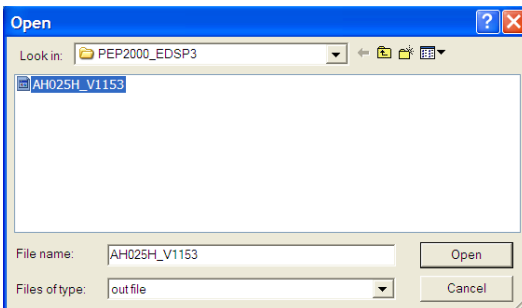 Open
Look in: PEP2000_EDSP3
AH025H_V1153
File name: AH025H_V1153 Open
Files of type: out file Cancel